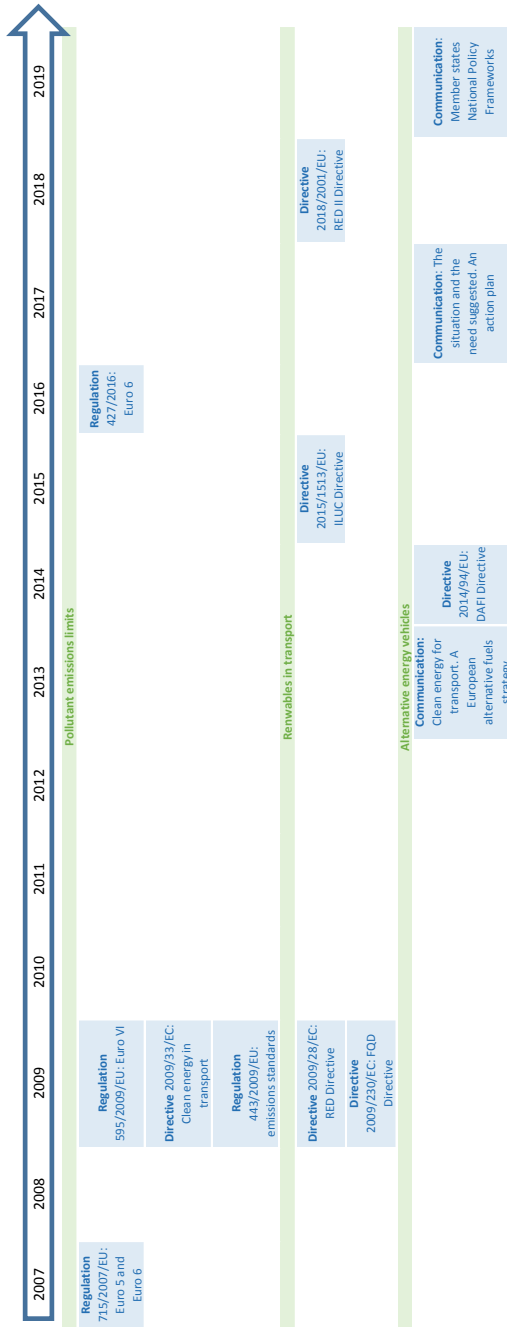 2007
2008
2009
2010
2011
2012
2013
2014
2015
2016
2017
2018
2019
Pollutant emissions limits
Regulation
715/2007/EU:
Euro 5 and
Euro 6
Regulation
595/2009/EU: Euro VI
Directive 2009/33/EC:
Clean energy in
transport
Regulation
443/2009/EU:
emissions standards
Regulation
427/2016:
Euro 6
Renwables in transport
Directive 2009/28/EC:
RED Directive
Directive
2009/230/EC: FQD
Directive
Directive
2015/1513/EU:
ILUC Directive
Directive
2018/2001/EU:
RED II Directive
Alternative energy vehicles
Communication:
Clean energy for
transport. A
European
alternative fuels
strategy
Directive
2014/94/EU:
DAFI Directive
Communication: The
situation and the
need suggested. An
action plan
Communication:
Member states
National Policy
Frameworks